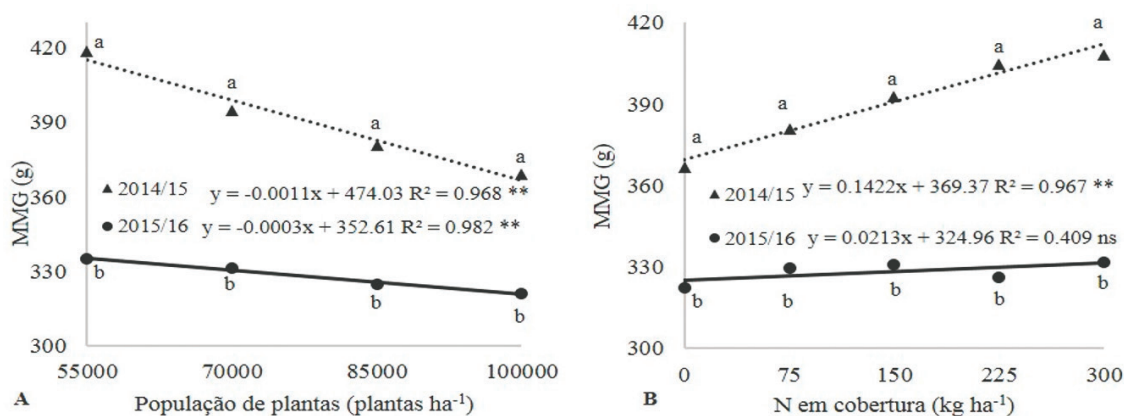 420
390
360
330
300
MMG (g)
a
a
a
a
2014/15 y = -0.0011x + 474.03 R² = 0.968 **
2015/16 y = -0.0003x + 352.61 R² = 0.982 **
b
b
b
b
55000 70000 85000 100000
A População de plantas (plantas ha⁻¹)
420
390
360
330
300
MMG (g)
a
a
a
a
a
2014/15 y = 0.1422x + 369.37 R² = 0.967 **
2015/16 y = 0.0213x + 324.96 R² = 0.409 ns
b
b
b
b
b
0 75 150 225 300
B N em cobertura (kg ha⁻¹)